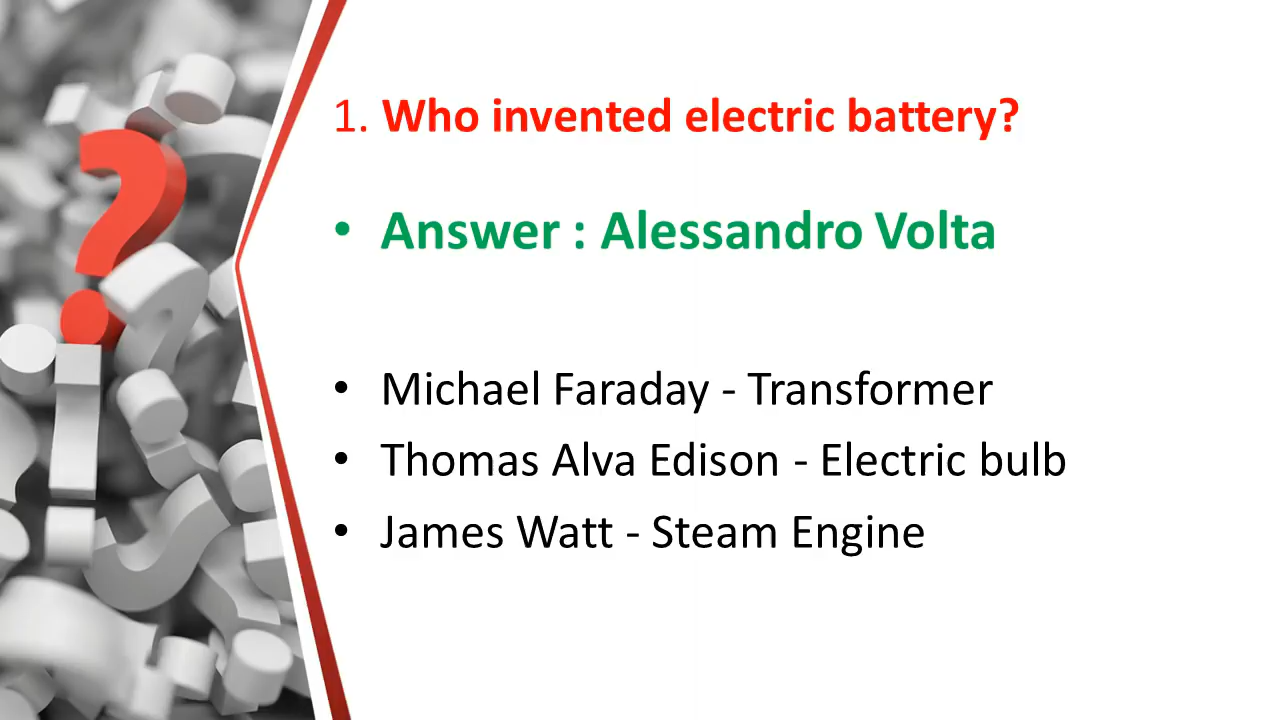 1. Who invented electric battery?
• Answer : Alessandro Volta
• Michael Faraday - Transformer
• Thomas Alva Edison - Electric bulb
• James Watt - Steam Engine